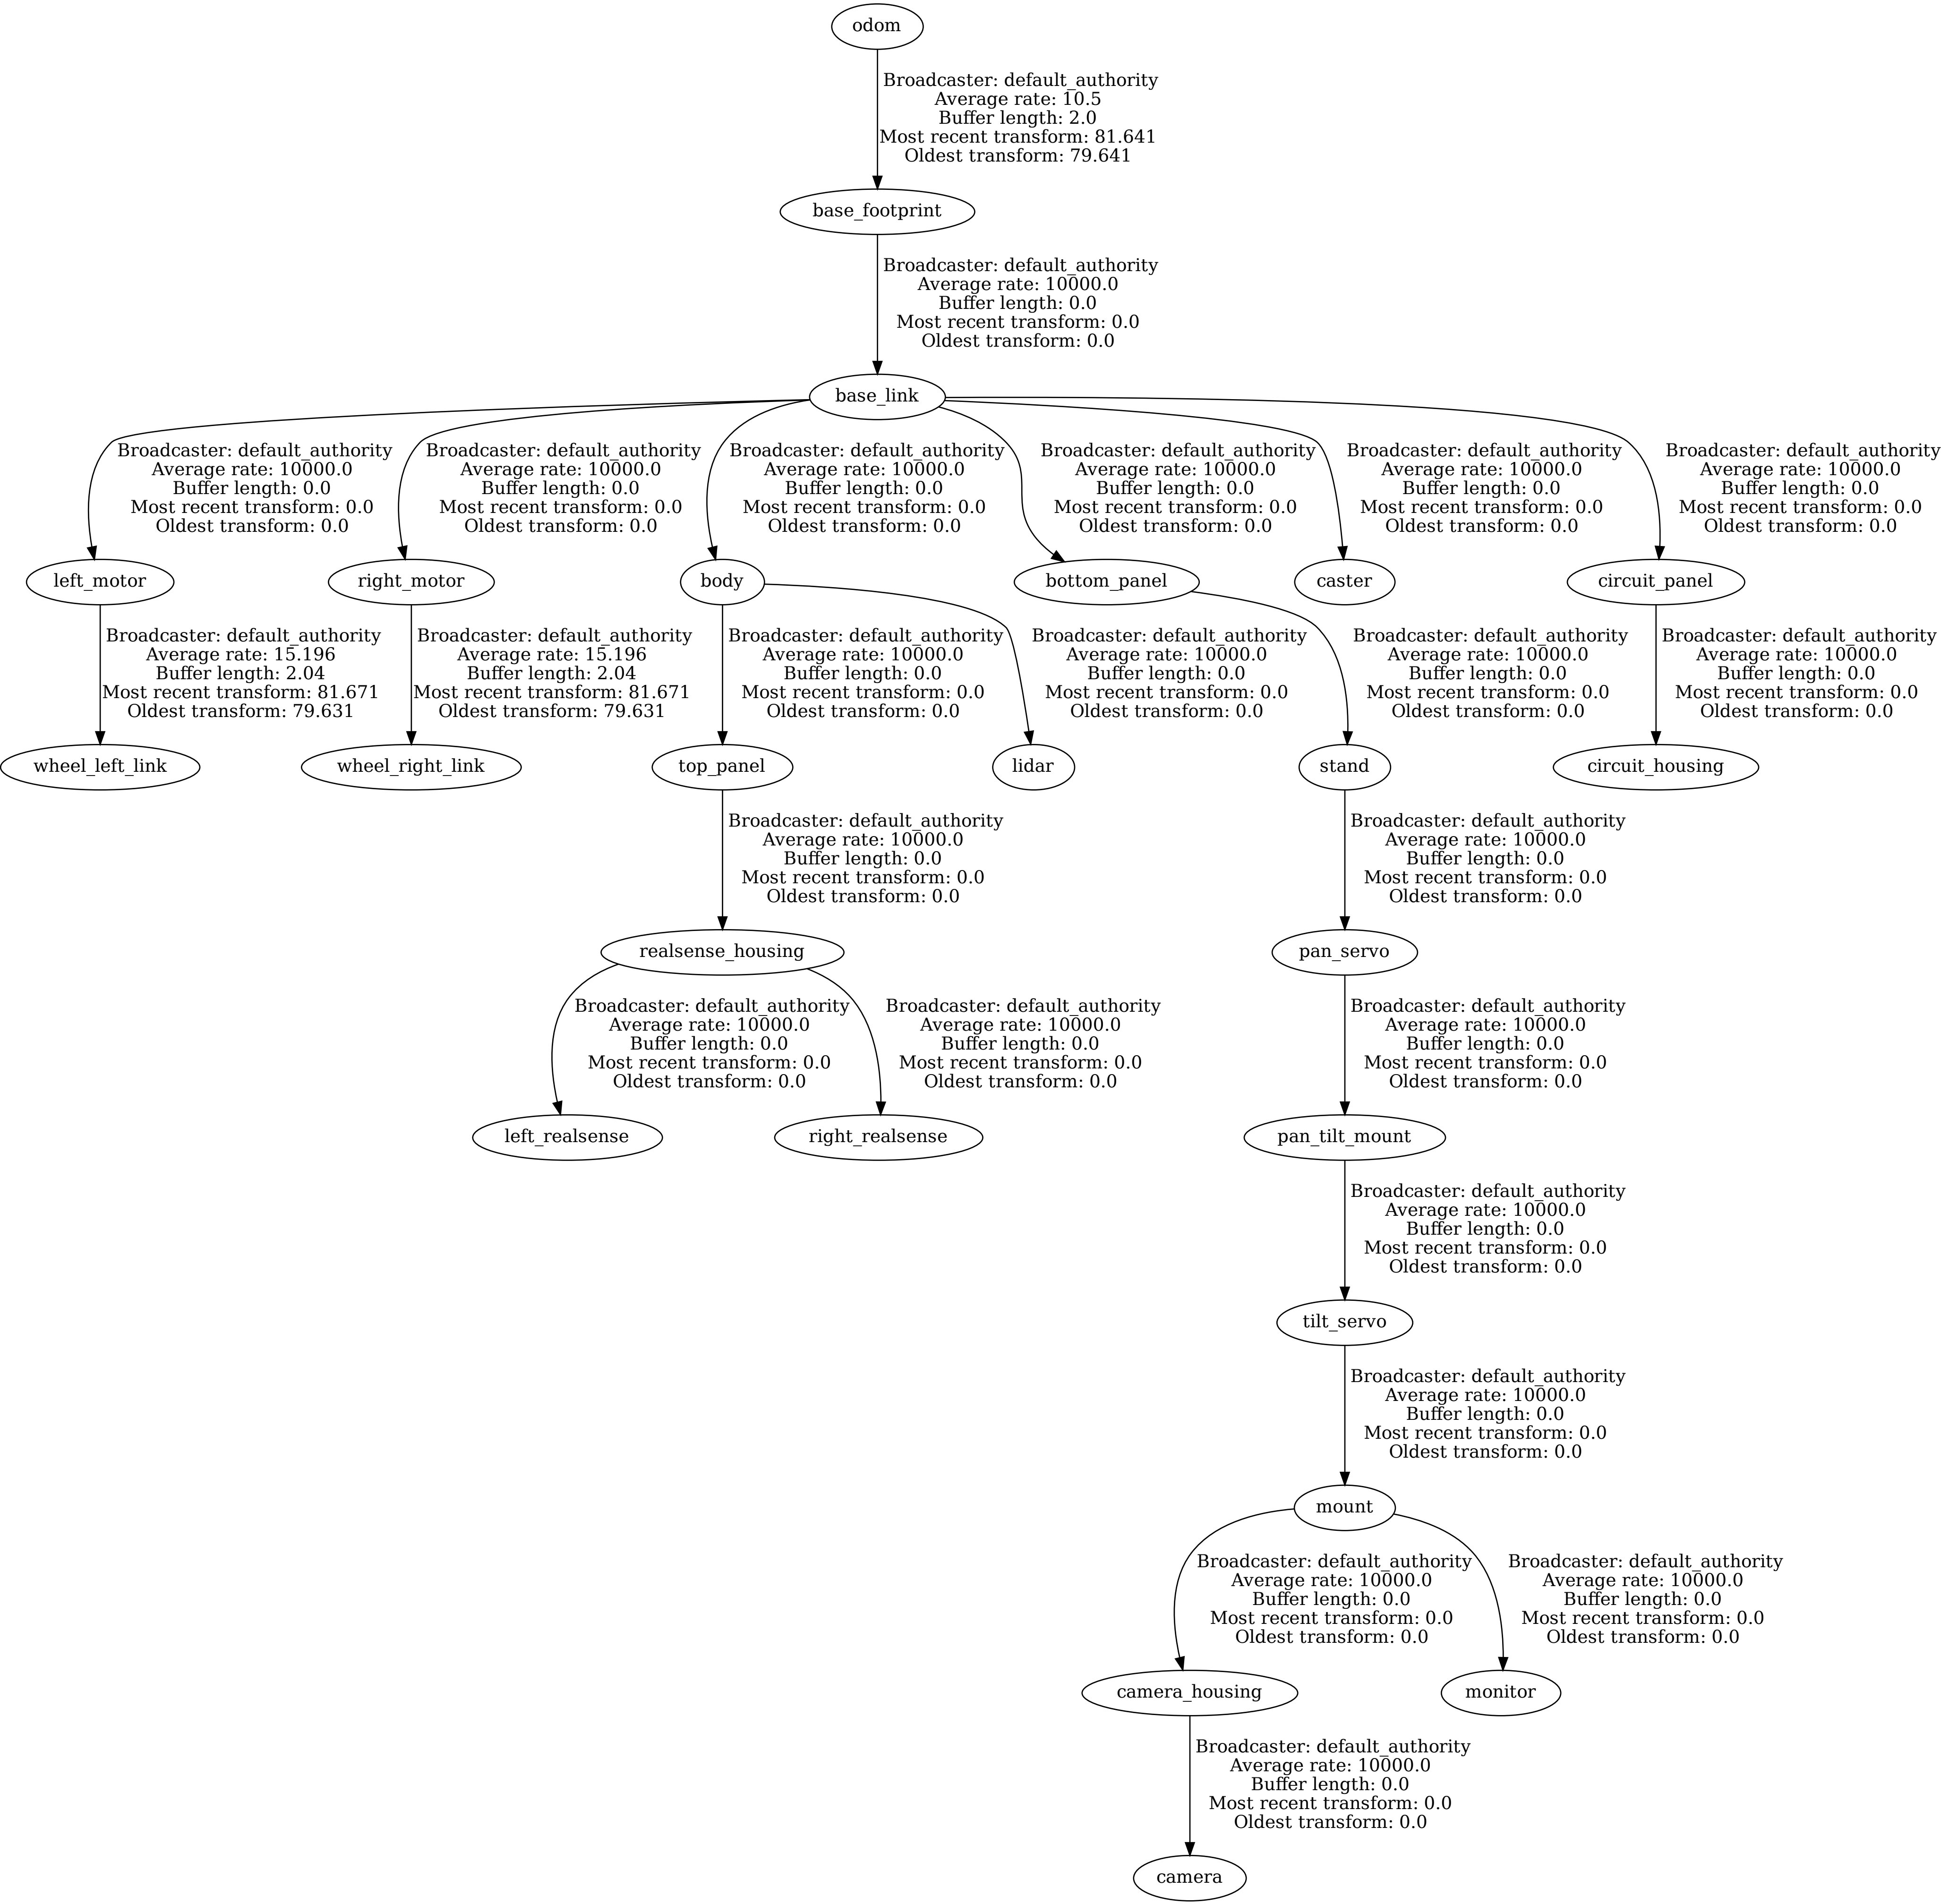 odom
Broadcaster: default_authority
Average rate: 10.5
Buffer length: 2.0
Most recent transform: 81.641
Oldest transform: 79.641
base_footprint
Broadcaster: default_authority
Average rate: 10000.0
Buffer length: 0.0
Most recent transform: 0.0
Oldest transform: 0.0
base_link
Broadcaster: default_authority
Average rate: 10000.0
Buffer length: 0.0
Most recent transform: 0.0
Oldest transform: 0.0
Broadcaster: default_authority
Average rate: 10000.0
Buffer length: 0.0
Most recent transform: 0.0
Oldest transform: 0.0
Broadcaster: default_authority
Average rate: 10000.0
Buffer length: 0.0
Most recent transform: 0.0
Oldest transform: 0.0
Broadcaster: default_authority
Average rate: 10000.0
Buffer length: 0.0
Most recent transform: 0.0
Oldest transform: 0.0
Broadcaster: default_authority
Average rate: 10000.0
Buffer length: 0.0
Most recent transform: 0.0
Oldest transform: 0.0
Broadcaster: default_authority
Average rate: 10000.0
Buffer length: 0.0
Most recent transform: 0.0
Oldest transform: 0.0
left_motor
right_motor
body
bottom_panel
caster
circuit_panel
Broadcaster: default_authority
Average rate: 15.196
Buffer length: 2.04
Most recent transform: 81.671
Oldest transform: 79.631
Broadcaster: default_authority
Average rate: 15.196
Buffer length: 2.04
Most recent transform: 81.671
Oldest transform: 79.631
Broadcaster: default_authority
Average rate: 10000.0
Buffer length: 0.0
Most recent transform: 0.0
Oldest transform: 0.0
Broadcaster: default_authority
Average rate: 10000.0
Buffer length: 0.0
Most recent transform: 0.0
Oldest transform: 0.0
Broadcaster: default_authority
Average rate: 10000.0
Buffer length: 0.0
Most recent transform: 0.0
Oldest transform: 0.0
Broadcaster: default_authority
Average rate: 10000.0
Buffer length: 0.0
Most recent transform: 0.0
Oldest transform: 0.0
wheel_left_link
wheel_right_link
top_panel
lidar
stand
circuit_housing
Broadcaster: default_authority
Average rate: 10000.0
Buffer length: 0.0
Most recent transform: 0.0
Oldest transform: 0.0
Broadcaster: default_authority
Average rate: 10000.0
Buffer length: 0.0
Most recent transform: 0.0
Oldest transform: 0.0
realsense_housing
pan_servo
Broadcaster: default_authority
Average rate: 10000.0
Buffer length: 0.0
Most recent transform: 0.0
Oldest transform: 0.0
Broadcaster: default_authority
Average rate: 10000.0
Buffer length: 0.0
Most recent transform: 0.0
Oldest transform: 0.0
Broadcaster: default_authority
Average rate: 10000.0
Buffer length: 0.0
Most recent transform: 0.0
Oldest transform: 0.0
left_realsense
right_realsense
pan_tilt_mount
Broadcaster: default_authority
Average rate: 10000.0
Buffer length: 0.0
Most recent transform: 0.0
Oldest transform: 0.0
tilt_servo
Broadcaster: default_authority
Average rate: 10000.0
Buffer length: 0.0
Most recent transform: 0.0
Oldest transform: 0.0
mount
Broadcaster: default_authority
Average rate: 10000.0
Buffer length: 0.0
Most recent transform: 0.0
Oldest transform: 0.0
Broadcaster: default_authority
Average rate: 10000.0
Buffer length: 0.0
Most recent transform: 0.0
Oldest transform: 0.0
camera_housing
monitor
Broadcaster: default_authority
Average rate: 10000.0
Buffer length: 0.0
Most recent transform: 0.0
Oldest transform: 0.0
camera